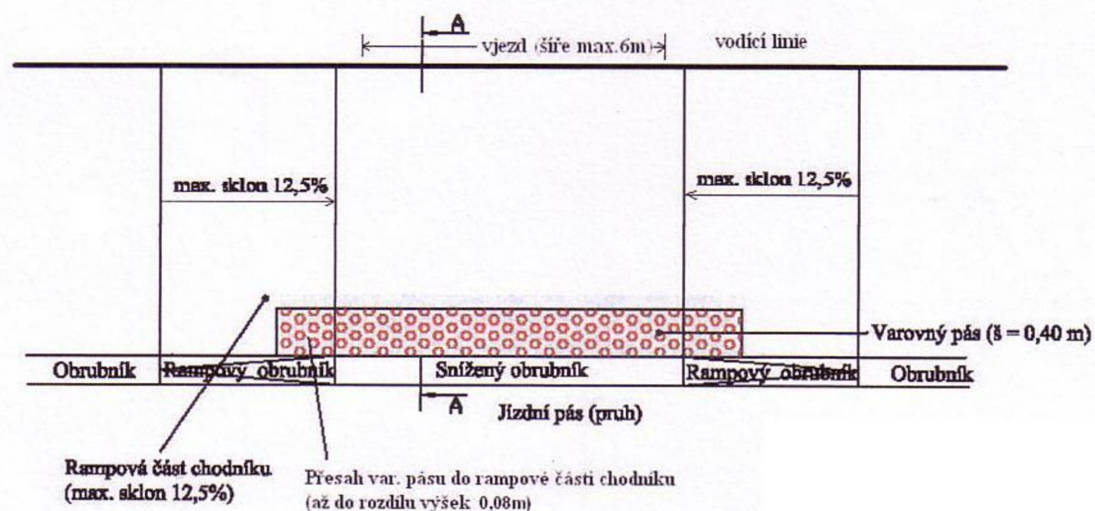 A
vjezd (šíře max.6m)
vodící linie
max. sklon 12,5%
max. sklon 12,5%
Varovný pás (š = 0,40 m)
Obrubník
Rampový obrubník
Snížený obrubník
Rampový obrubník
Obrubník
A
Jízdní pás (pruh)
Rampová část chodníku
(max. sklon 12,5%)
Přesah var. pásu do rampové části chodníku
(až do rozdílu výšek 0,08m)